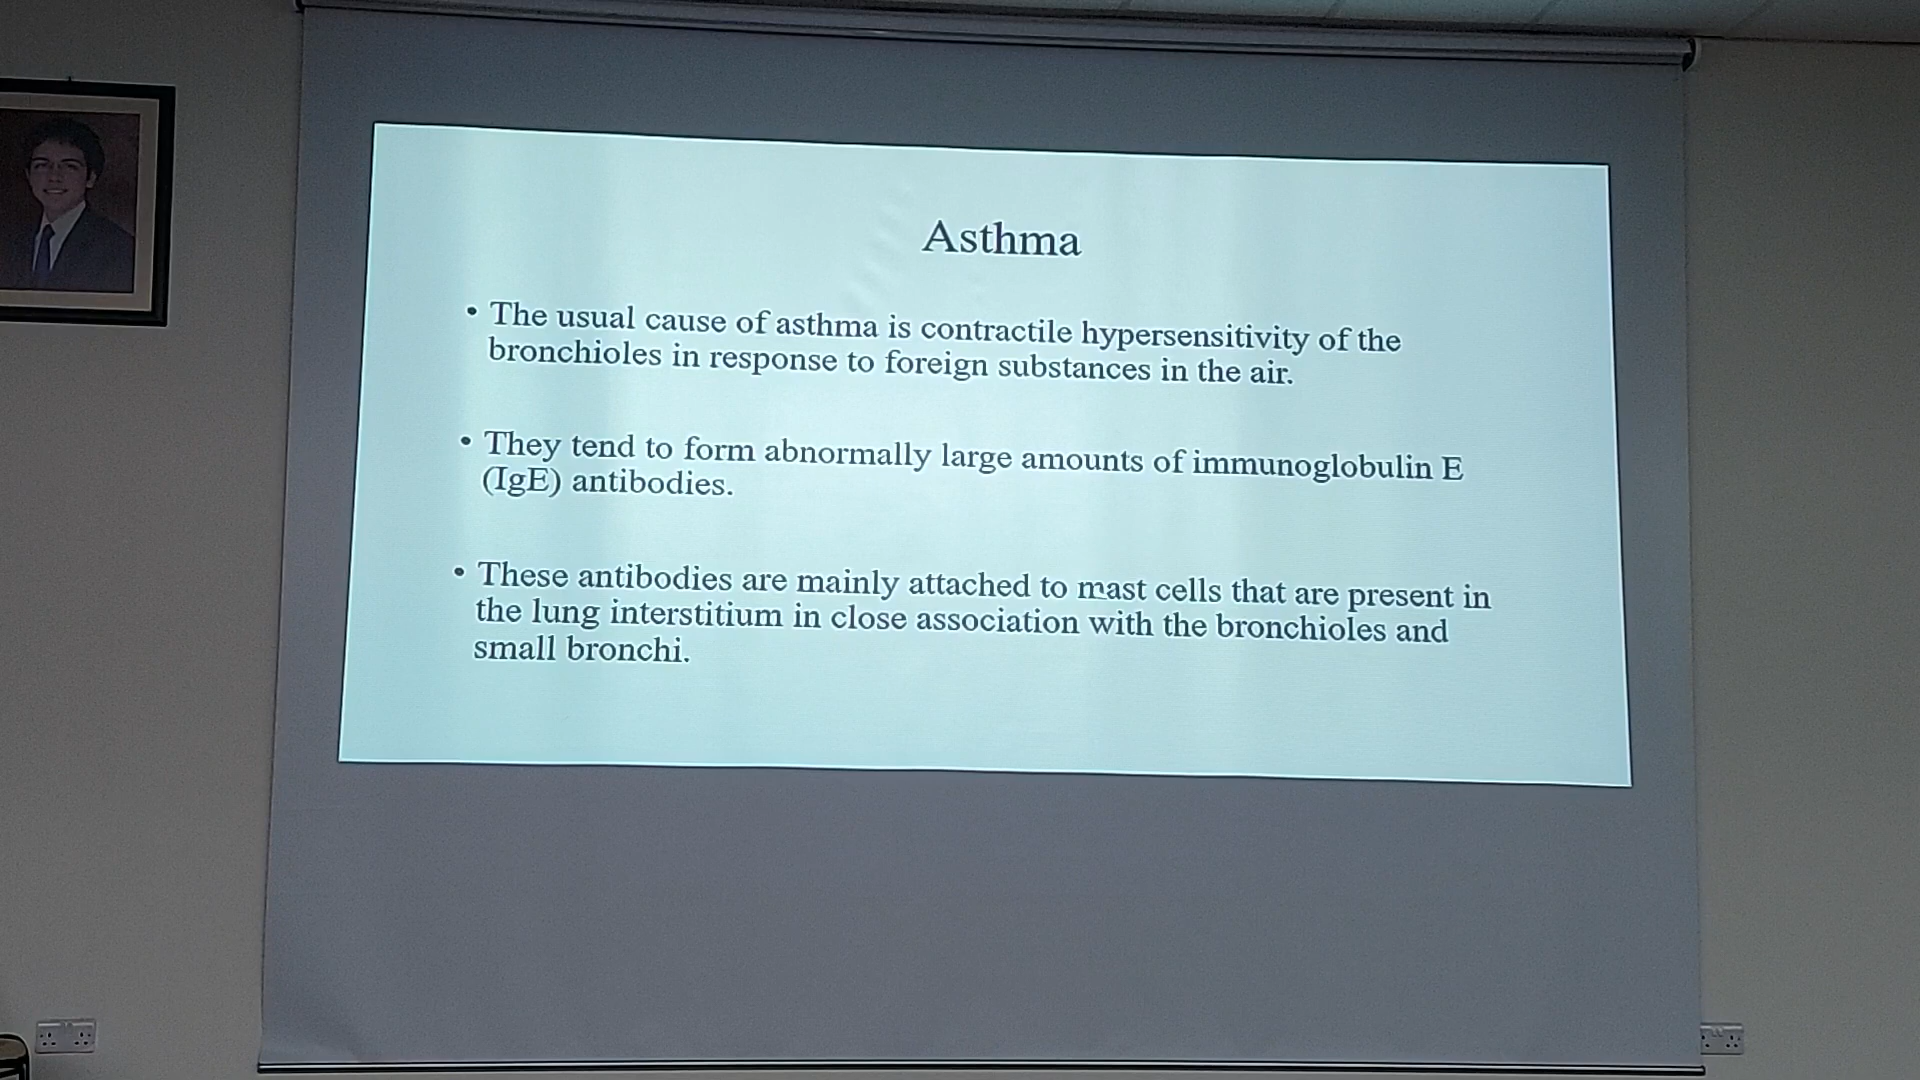 Asthma
• The usual cause of asthma is contractile hypersensitivity of the
bronchioles in response to foreign substances in the air.
• They tend to form abnormally large amounts of immunoglobulin E
(IgE) antibodies.
• These antibodies are mainly attached to mast cells that are present in
the lung interstitium in close association with the bronchioles and
small bronchi.